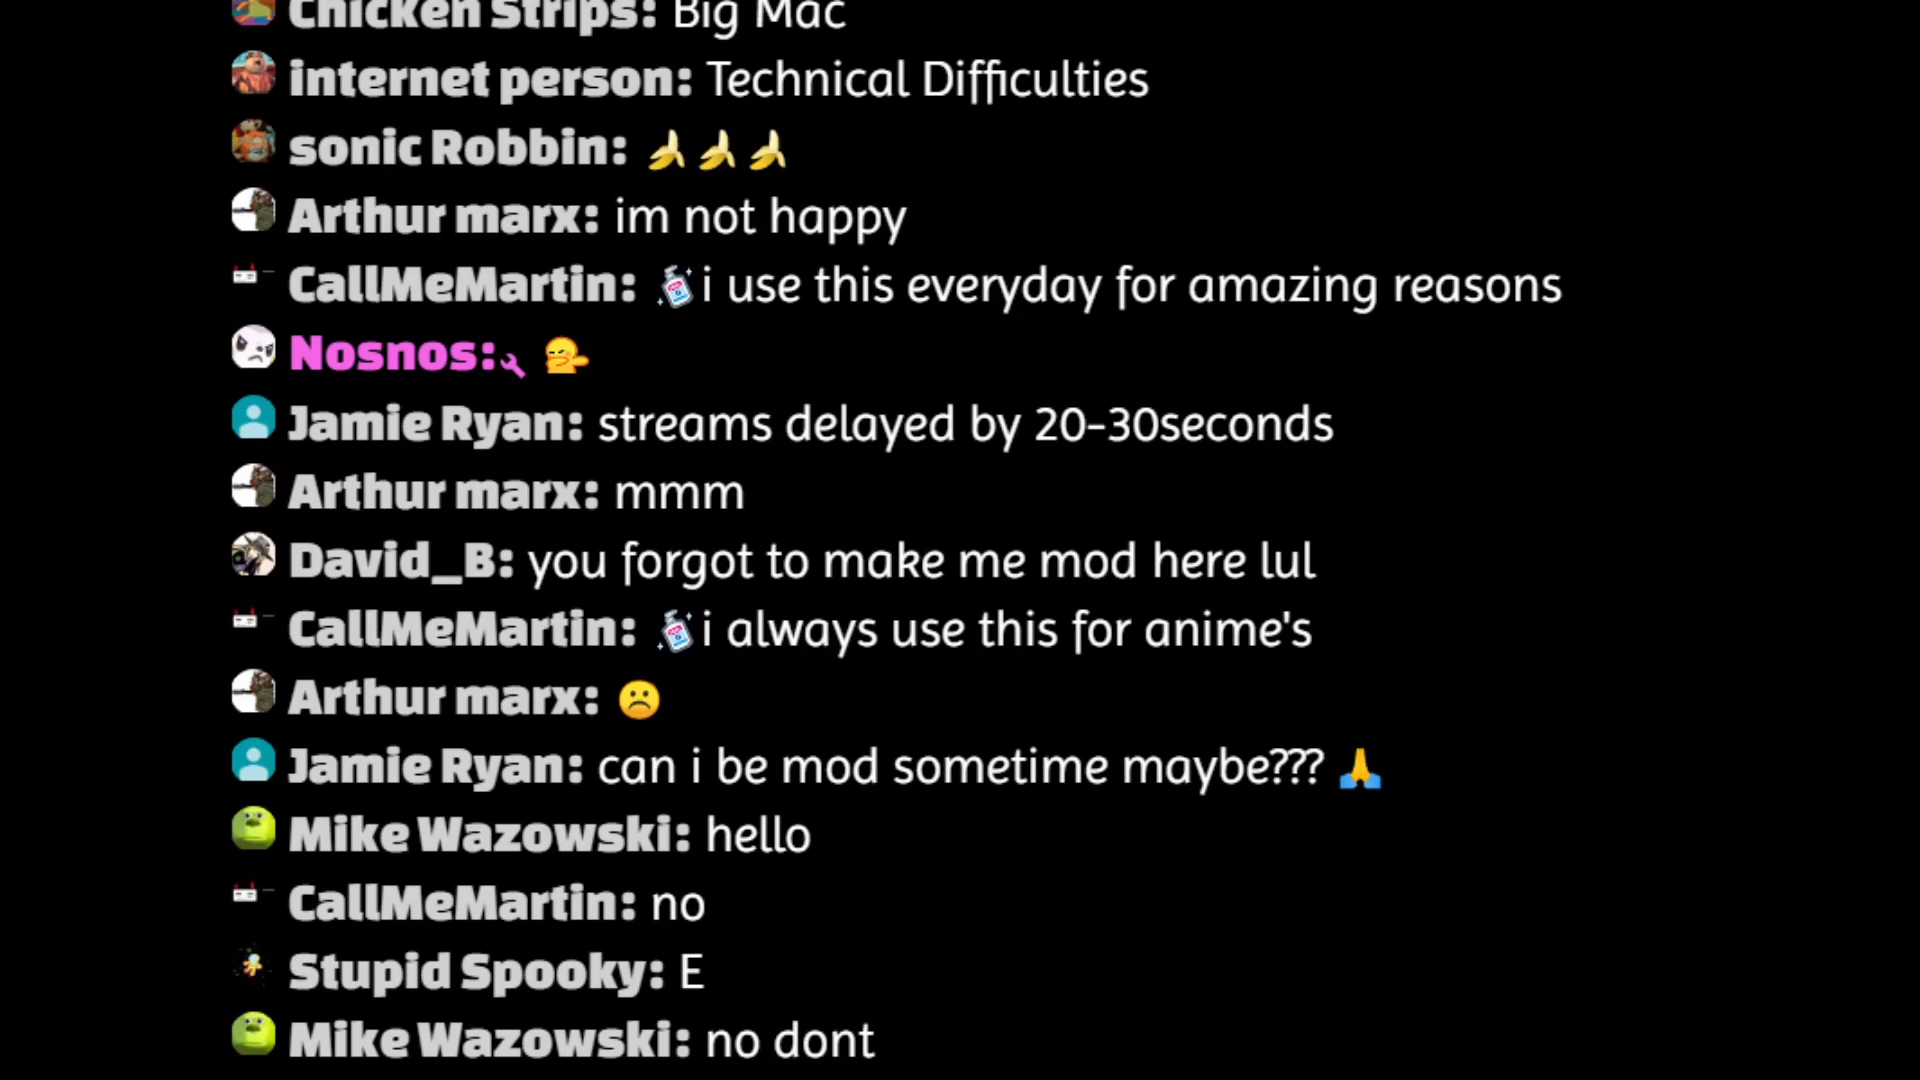 Chicken Strips: Big Mac
internet person: Technical Difficulties
sonic Robbin: 🍌🍌🍌
Arthur marx: im not happy
CallMeMartin: i use this everyday for amazing reasons
Nosnos:
Jamie Ryan: streams delayed by 20-30seconds
Arthur marx: mmm
David_B: you forgot to make me mod here lul
CallMeMartin: i always use this for anime's
Arthur marx: ☹️
Jamie Ryan: can i be mod sometime maybe??? 🙏
Mike Wazowski: hello
CallMeMartin: no
Stupid Spooky: E
Mike Wazowski: no dont